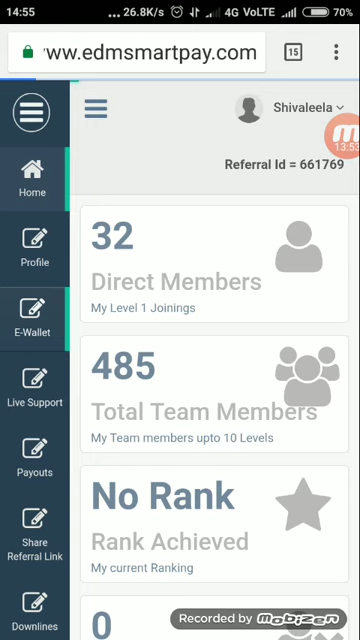 14:55
... 26.8K/s 4G VoLTE 70%
ww.edmsmartpay.com
15
Shivaleela
13:53
Referral Id = 661769
Home
Profile
E-Wallet
Live Support
Payouts
Share
Referral Link
Downlines
32
Direct Members
My Level 1 Joinings
485
Total Team Members
My Team members upto 10 Levels
No Rank
Rank Achieved
My current Ranking
0
Recorded by Mobizen